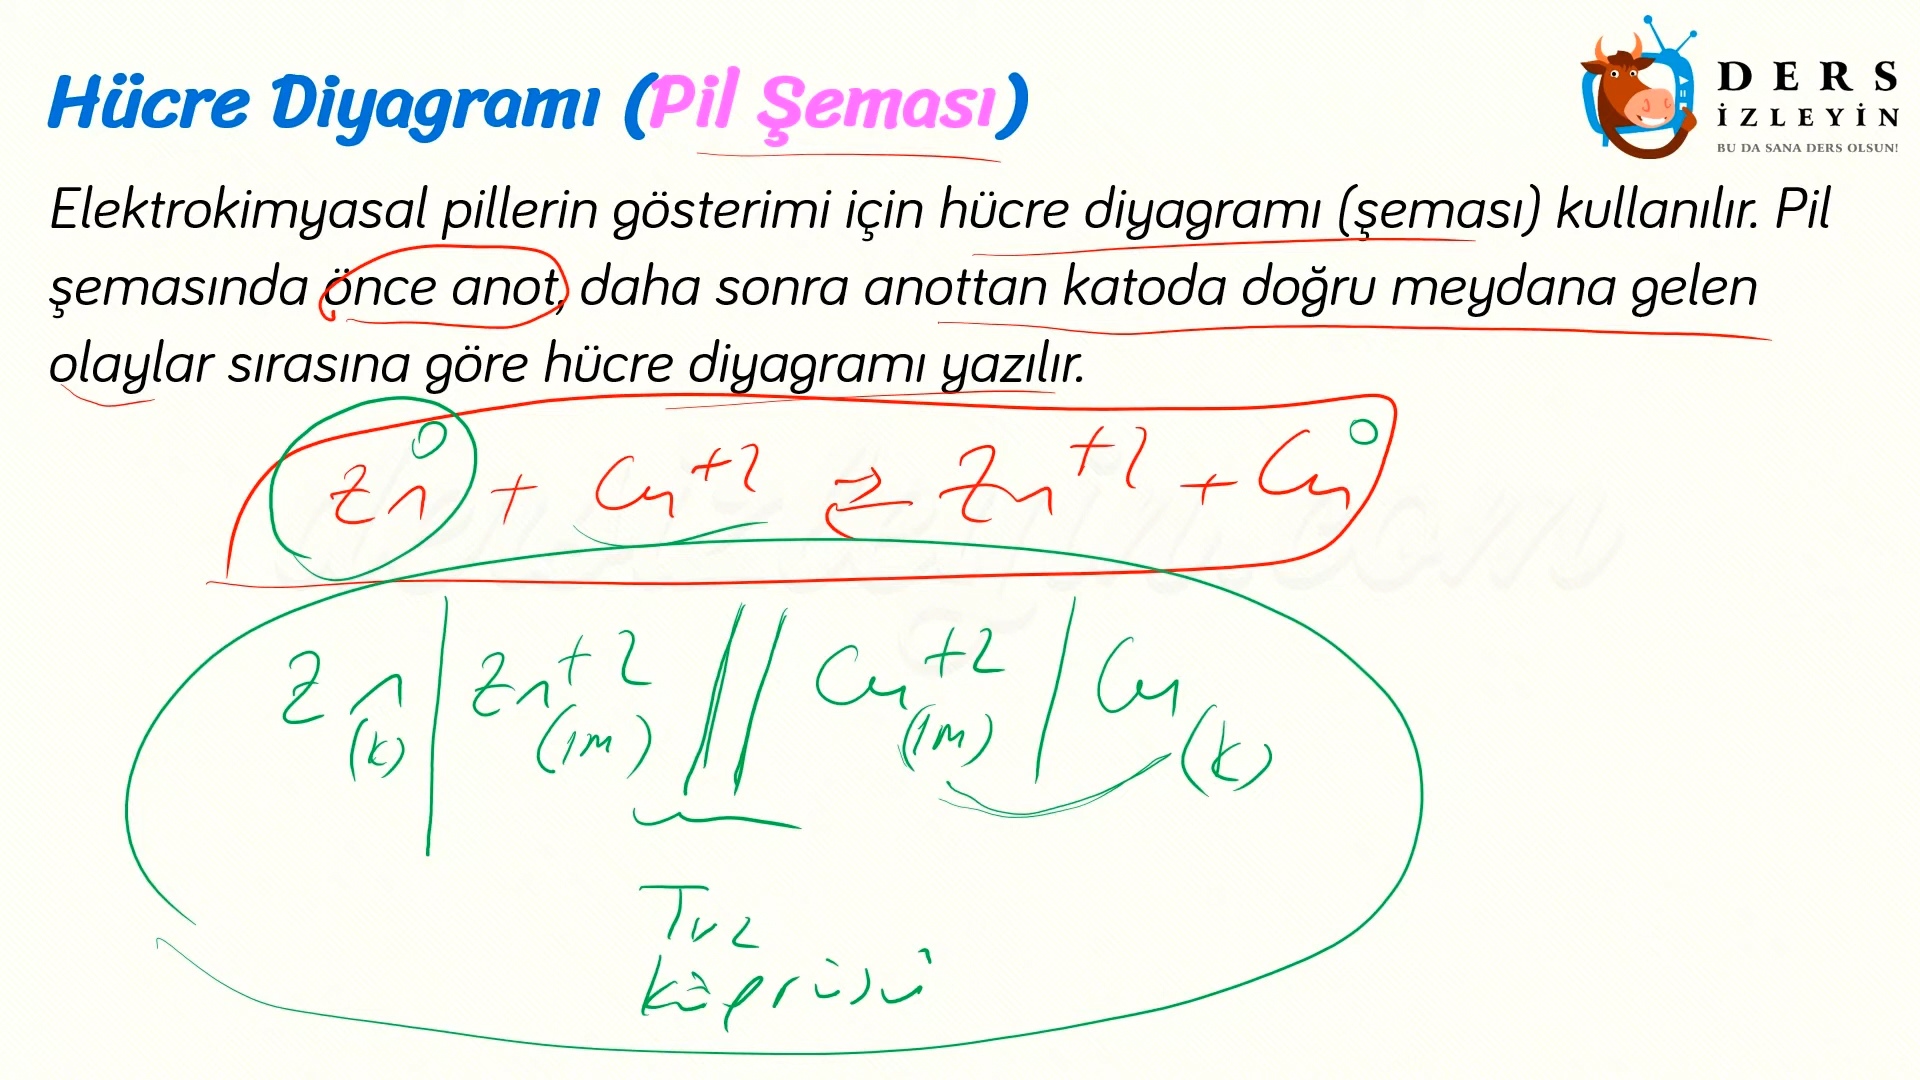 Hücre Diyagramı (Pil Şeması)
DERS
İZLEYİN
BU DA SANA DERS OLSUN!
Elektrokimyasal pillerin gösterimi için hücre diyagramı (şeması) kullanılır. Pil
şemasında önce anot, daha sonra anottan katoda doğru meydana gelen
olaylar sırasına göre hücre diyagramı yazılır.
Zn⁰ + Cu⁺² ⇌ Zn⁺² + Cu⁰
Zn(k) | Zn⁺²(1M) || Cu⁺²(1M) | Cu(k)
Tuz
köprüsü